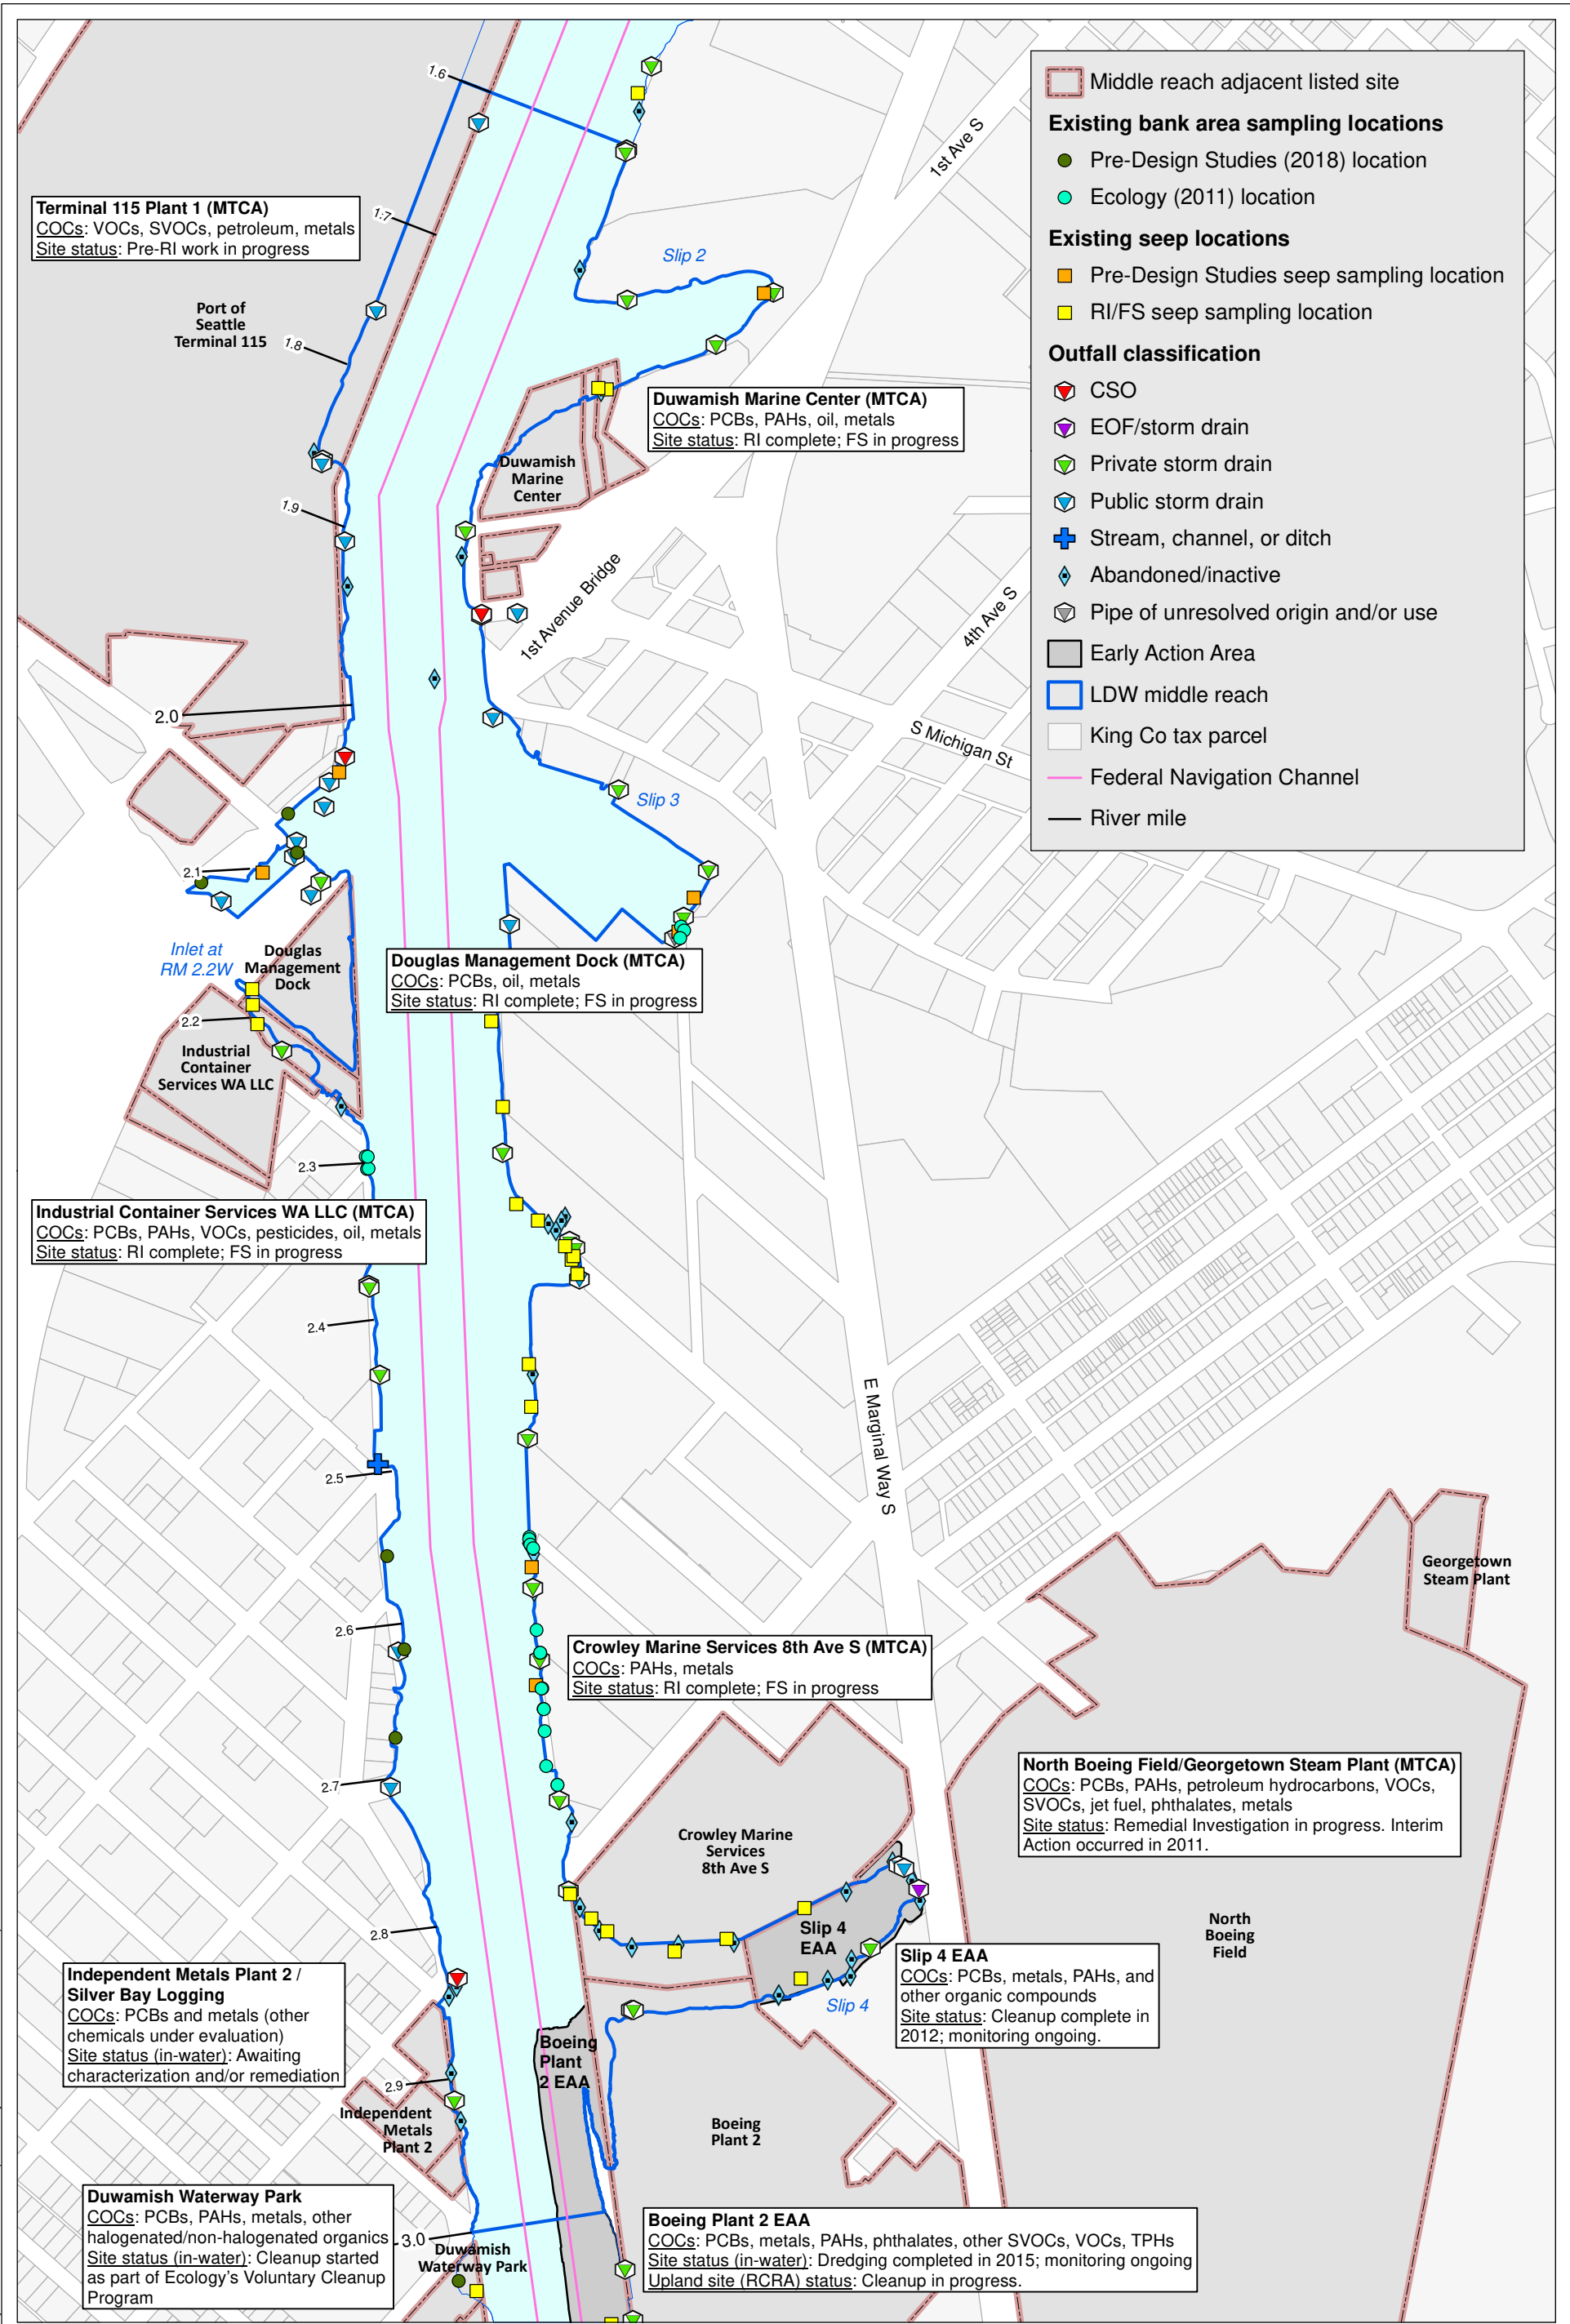 1.6
1.7
Terminal 115 Plant 1 (MTCA)
COCs: VOCs, SVOCs, petroleum, metals
Site status: Pre-RI work in progress
Port of
Seattle
Terminal 115
1.8
1.9
2.0
Slip 2
1st Ave S
Duwamish Marine Center (MTCA)
COCs: PCBs, PAHs, oil, metals
Site status: RI complete; FS in progress
Duwamish
Marine
Center
1st Avenue Bridge
4th Ave S
S Michigan St
Slip 3
Middle reach adjacent listed site
Existing bank area sampling locations
Pre-Design Studies (2018) location
Ecology (2011) location
Existing seep locations
Pre-Design Studies seep sampling location
RI/FS seep sampling location
Outfall classification
CSO
EOF/storm drain
Private storm drain
Public storm drain
Stream, channel, or ditch
Abandoned/inactive
Pipe of unresolved origin and/or use
Early Action Area
LDW middle reach
King Co tax parcel
Federal Navigation Channel
River mile
2.1
Inlet at
RM 2.2W
Douglas
Management
Dock
Douglas Management Dock (MTCA)
COCs: PCBs, oil, metals
Site status: RI complete; FS in progress
2.2
Industrial
Container
Services WA LLC
2.3
Industrial Container Services WA LLC (MTCA)
COCs: PCBs, PAHs, VOCs, pesticides, oil, metals
Site status: RI complete; FS in progress
2.4
E Marginal Way S
2.5
Georgetown
Steam Plant
2.6
Crowley Marine Services 8th Ave S (MTCA)
COCs: PAHs, metals
Site status: RI complete; FS in progress
2.7
North Boeing Field/Georgetown Steam Plant (MTCA)
COCs: PCBs, PAHs, petroleum hydrocarbons, VOCs,
SVOCs, jet fuel, phthalates, metals
Site status: Remedial Investigation in progress. Interim
Action occurred in 2011.
Crowley Marine
Services
8th Ave S
2.8
Slip 4
EAA
North
Boeing
Field
Slip 4 EAA
COCs: PCBs, metals, PAHs, and
other organic compounds
Site status: Cleanup complete in
2012; monitoring ongoing.
Slip 4
Independent Metals Plant 2 /
Silver Bay Logging
COCs: PCBs and metals (other
chemicals under evaluation)
Site status (in-water): Awaiting
characterization and/or remediation
Boeing
Plant
2 EAA
2.9
Independent
Metals
Plant 2
Boeing
Plant 2
Duwamish Waterway Park
COCs: PCBs, PAHs, metals, other
halogenated/non-halogenated organics
Site status (in-water): Cleanup started
as part of Ecology's Voluntary Cleanup
Program
3.0
Duwamish
Waterway Park
Boeing Plant 2 EAA
COCs: PCBs, metals, PAHs, phthalates, other SVOCs, VOCs, TPHs
Site status (in-water): Dredging completed in 2015; monitoring ongoing
Upland site (RCRA) status: Cleanup in progress.